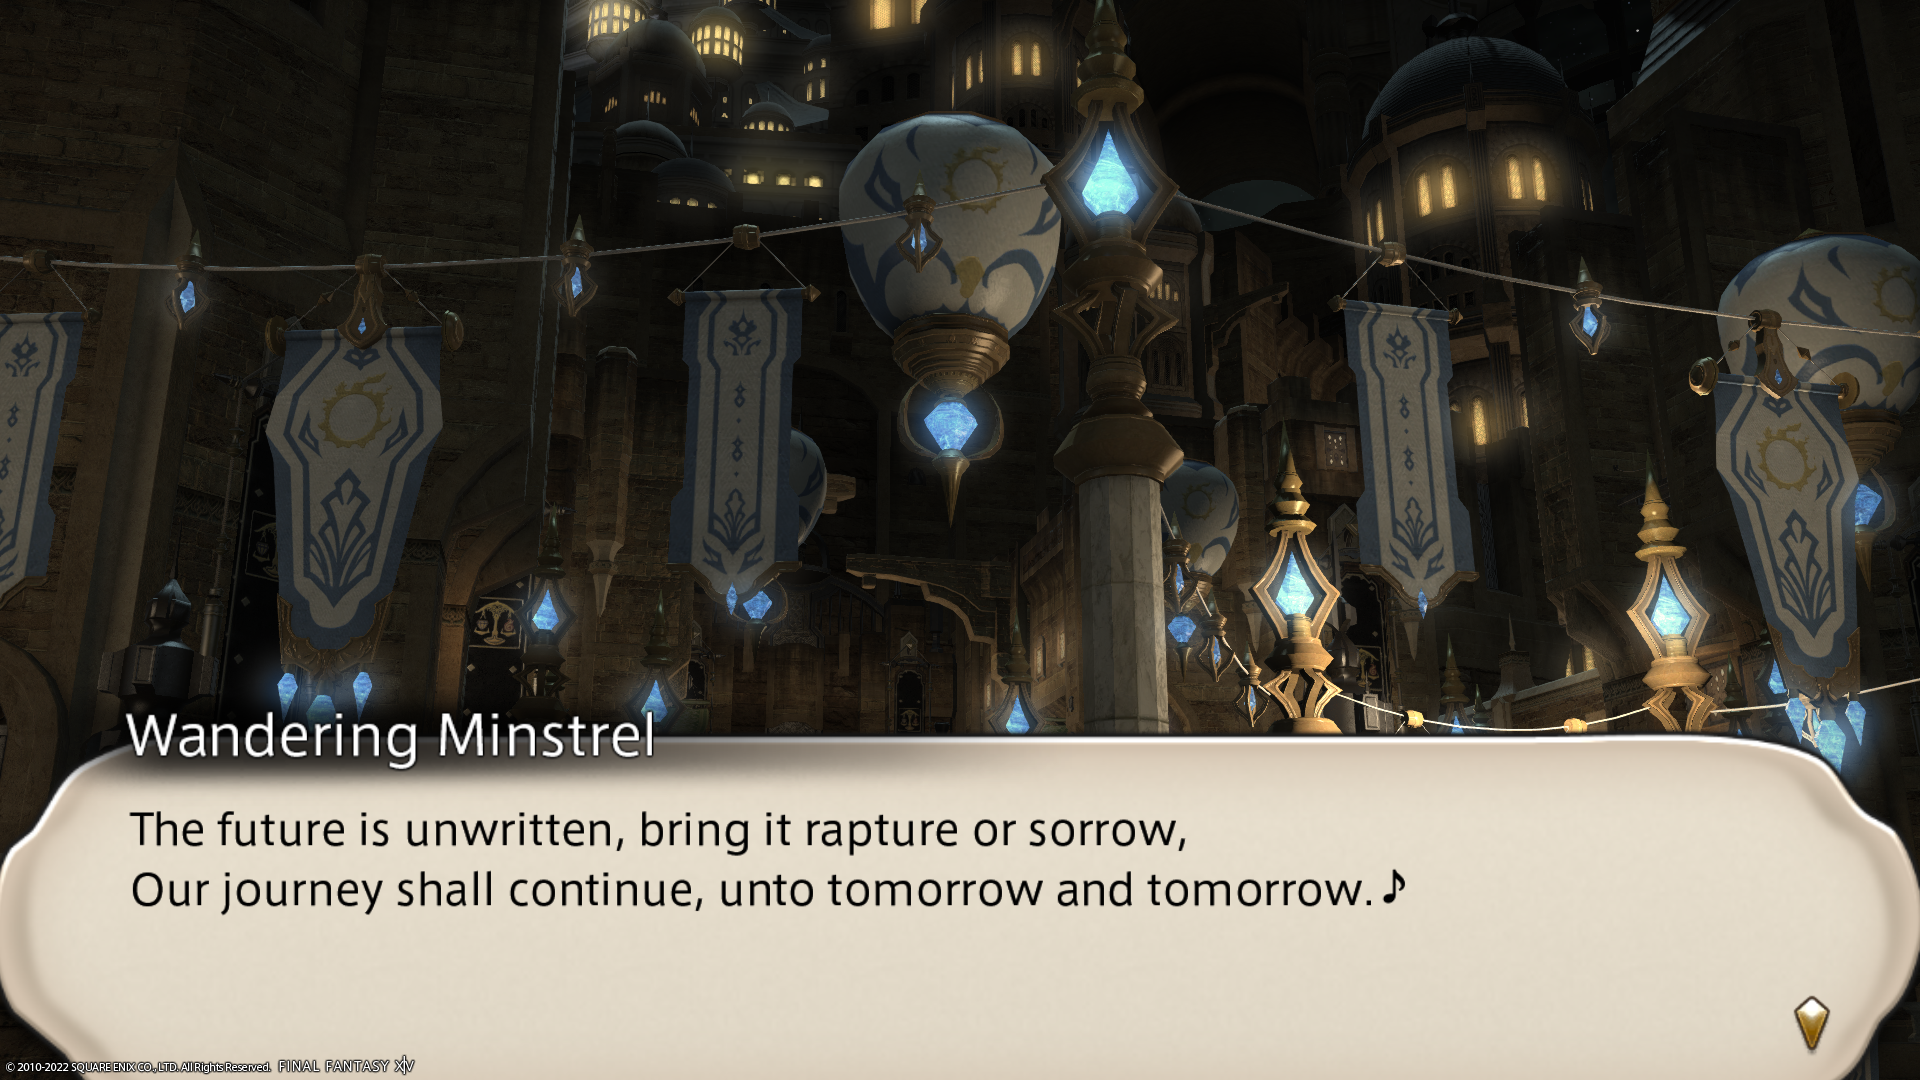 Wandering Minstrel
The future is unwritten, bring it rapture or sorrow,
Our journey shall continue, unto tomorrow and tomorrow.♪
© 2010-2022 SQUARE ENIX CO., LTD. All Rights Reserved. FINAL FANTASY XIV